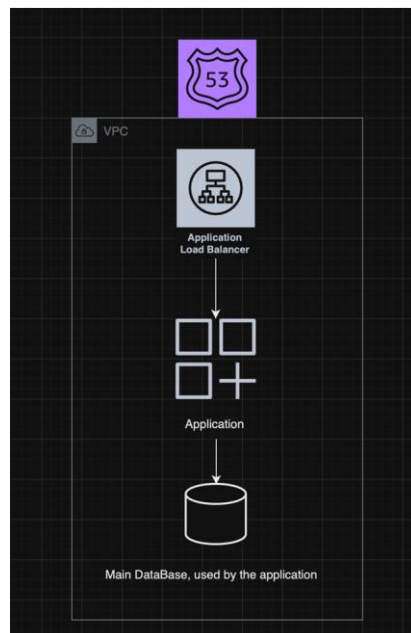 53
VPC
Application
Load Balancer
Application
Main DataBase, used by the application